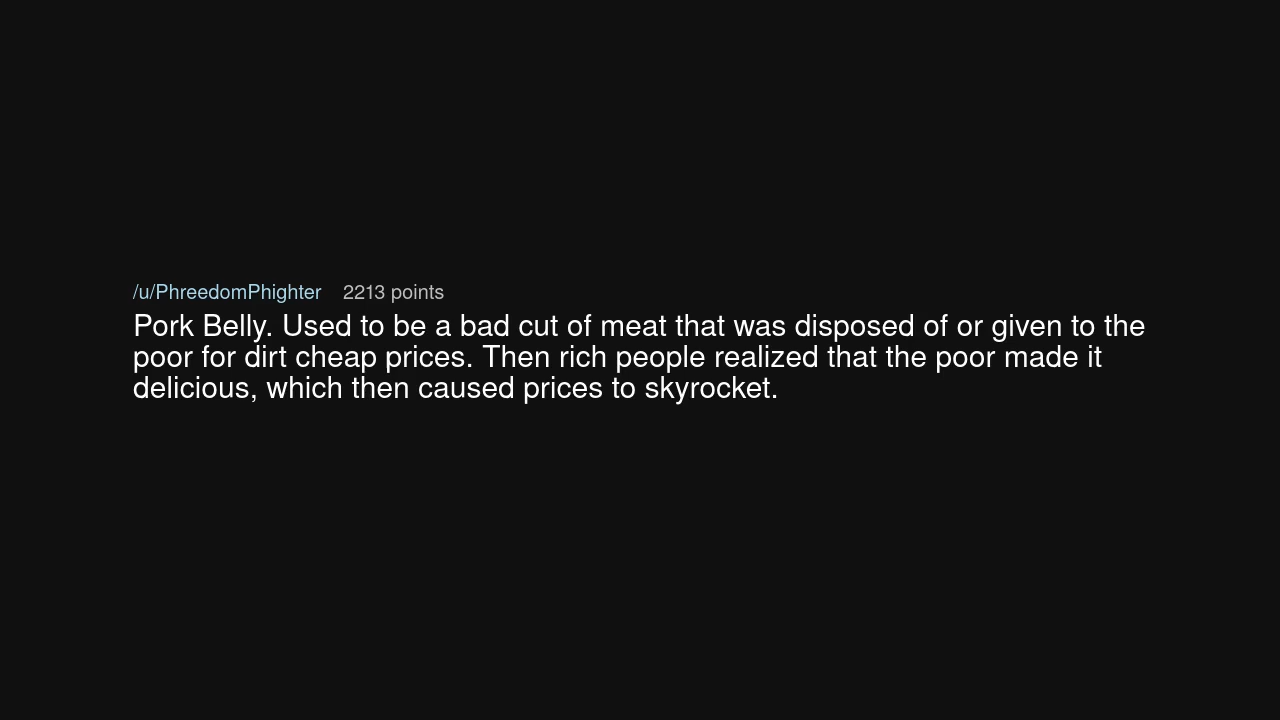 /u/PhreedomPhighter 2213 points
Pork Belly. Used to be a bad cut of meat that was disposed of or given to the
poor for dirt cheap prices. Then rich people realized that the poor made it
delicious, which then caused prices to skyrocket.